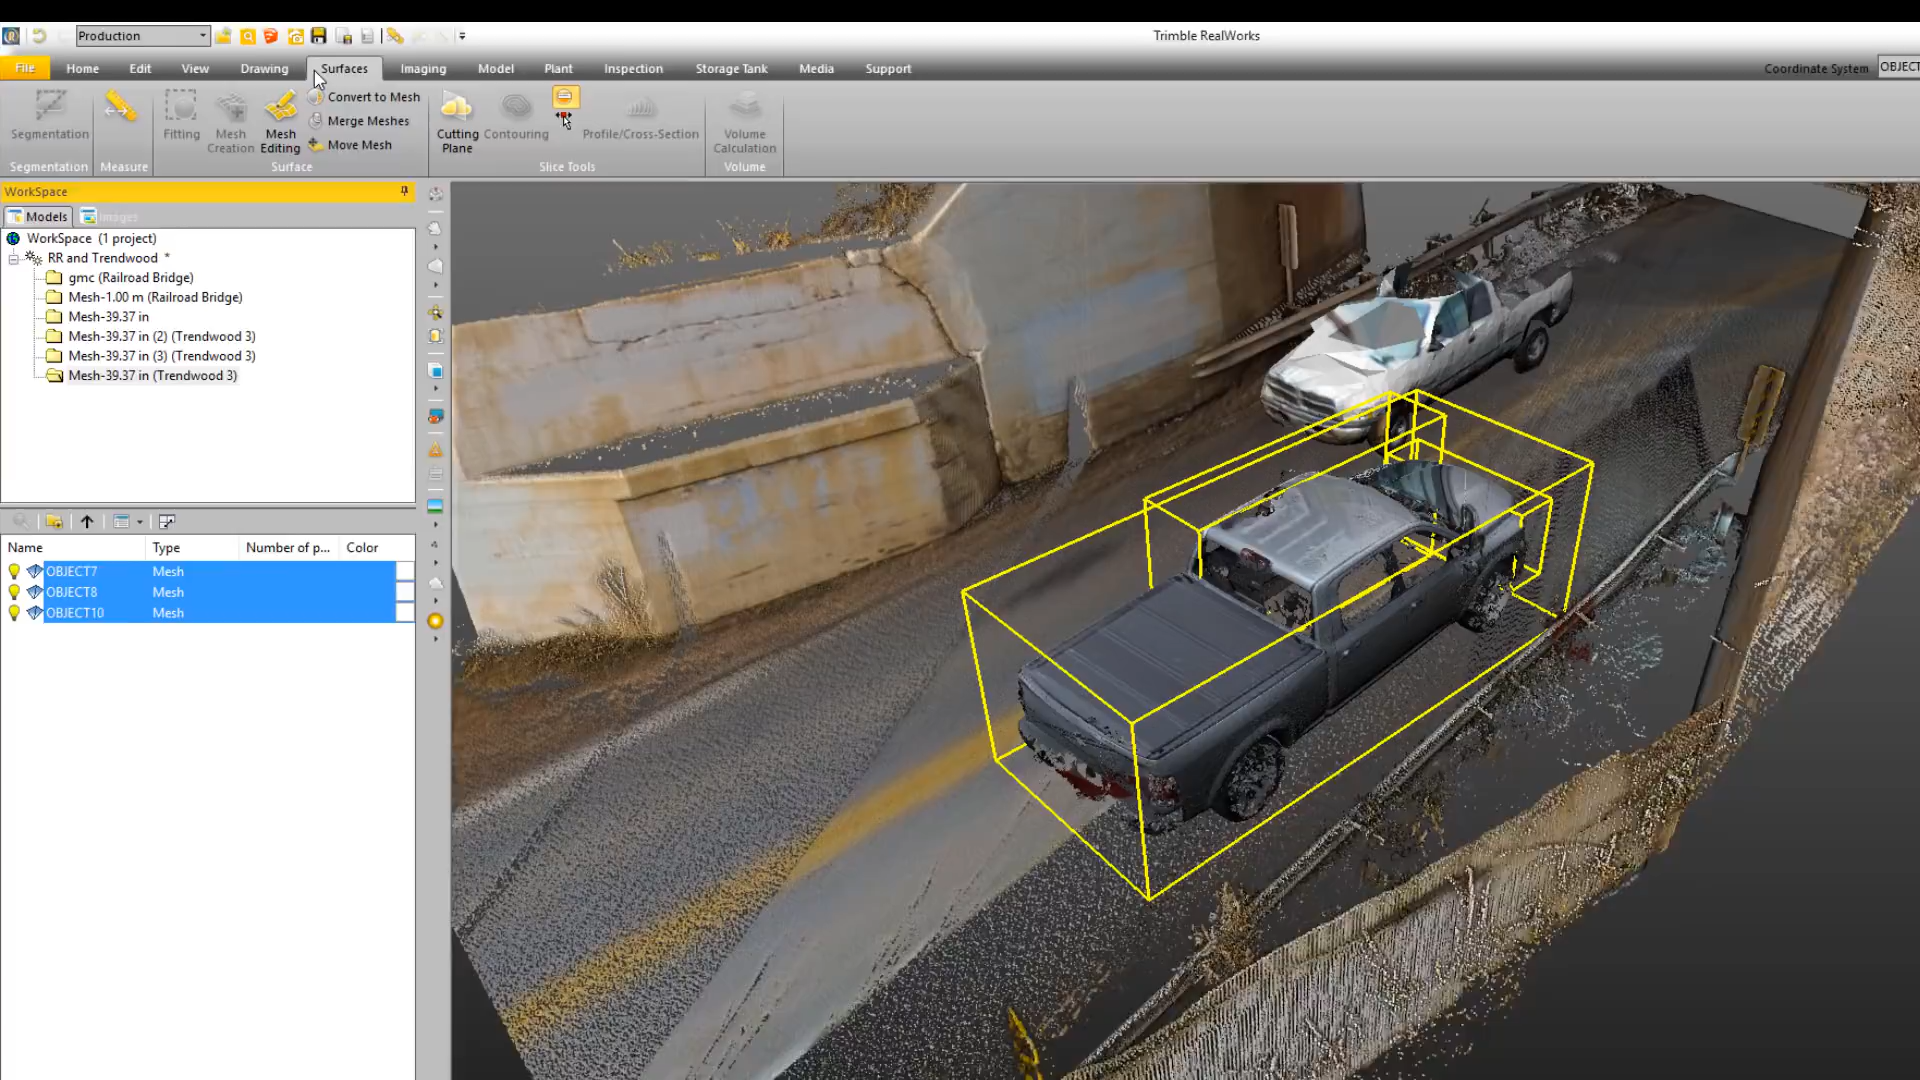 Production
Trimble RealWorks
File Home Edit View Drawing Surfaces Imaging Model Plant Inspection Storage Tank Media Support
Coordinate System OBJECT
Segmentation
Fitting
Mesh Creation
Mesh Editing
Convert to Mesh
Merge Meshes
Move Mesh
Cutting Plane
Contouring
Profile/Cross-Section
Volume Calculation
Segmentation Measure Surface Slice Tools Volume
WorkSpace
Models Images
WorkSpace (1 project)
RR and Trendwood *
gmc (Railroad Bridge)
Mesh-1.00 m (Railroad Bridge)
Mesh-39.37 in
Mesh-39.37 in (2) (Trendwood 3)
Mesh-39.37 in (3) (Trendwood 3)
Mesh-39.37 in (Trendwood 3)
Name Type Number of p... Color
OBJECT7 Mesh
OBJECT8 Mesh
OBJECT10 Mesh